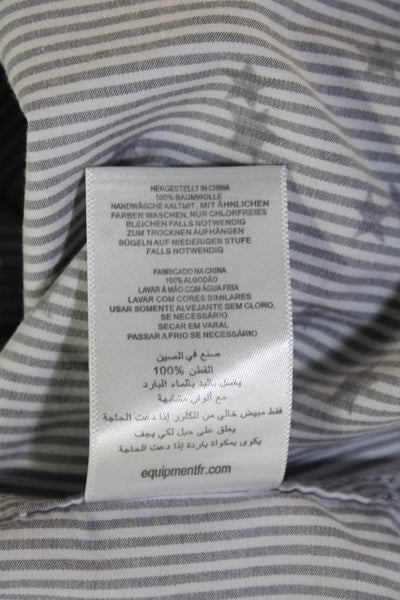 HERGESTELLT IN CHINA
100% BAUMWOLLE
HANDWÄSCHE KALTMIT, MIT ÄHNLICHEN
FARBEN WASCHEN, NUR CHLORFREIES
BLEICHEN FALLS NOTWENDIG
ZUM TROCKNEN AUFHÄNGEN
BÜGELN AUF NIEDERIGER STUFE
FALLS NOTWENDIG
FABRICADO NA CHINA
100% ALGODÃO
LAVAR Á MÃO COM ÁGUA FRIA
LAVAR COM CORES SIMILARES
USAR SOMENTE ALVEJANTE SEM CLORO,
SE NECESSÁRIO
SECAR EM VARAL
PASSAR A FRIO SE NECESSÁRIO
صنع في الصين
100% القطن
يغسل باليد بالماء البارد
مع ألوان مشابهة
فقط مبيض خالي من الكلور إذا دعت الحاجة
يعلق على حبل لكي يجف
يكوى بمكواة باردة إذا دعت الحاجة
equipmentfr.com